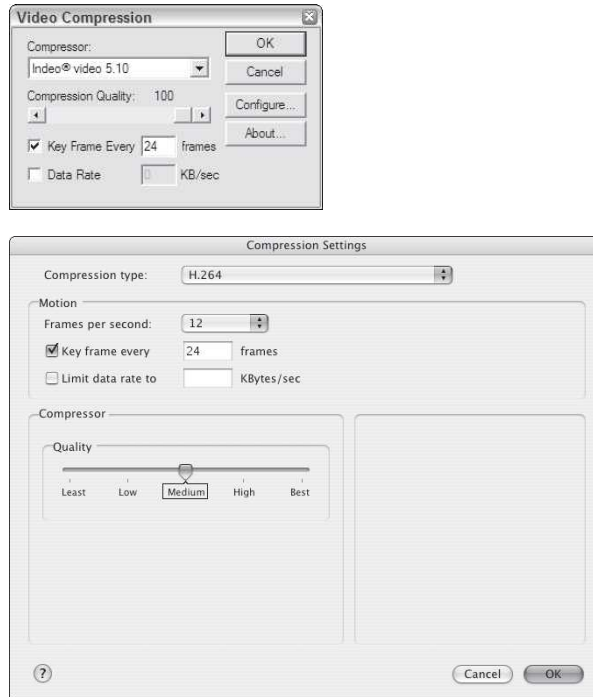 Video Compression
Compressor:
OK
Indeo® video 5.10
Cancel
Compression Quality: 100
Configure...
About...
Key Frame Every 24 frames
Data Rate 0 KB/sec
Compression Settings
Compression type: H.264
Motion
Frames per second: 12
Key frame every 24 frames
Limit data rate to KBytes/sec
Compressor
Quality
Least Low Medium High Best
? Cancel OK